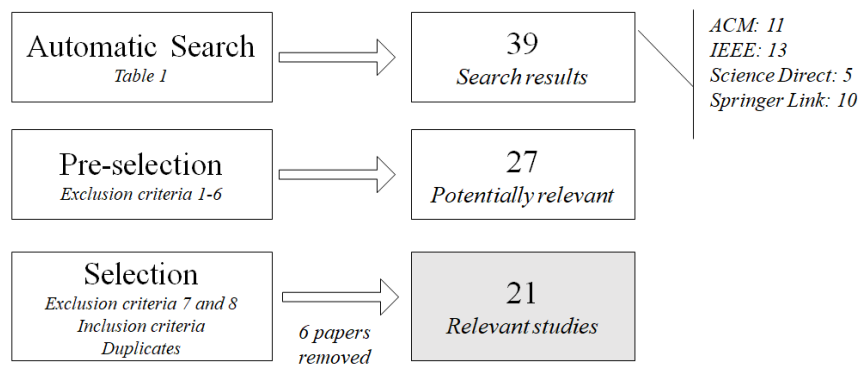 Automatic Search
Table 1
39
Search results
ACM: 11
IEEE: 13
Science Direct: 5
Springer Link: 10
Pre-selection
Exclusion criteria 1-6
27
Potentially relevant
Selection
Exclusion criteria 7 and 8
Inclusion criteria
Duplicates
6 papers
removed
21
Relevant studies